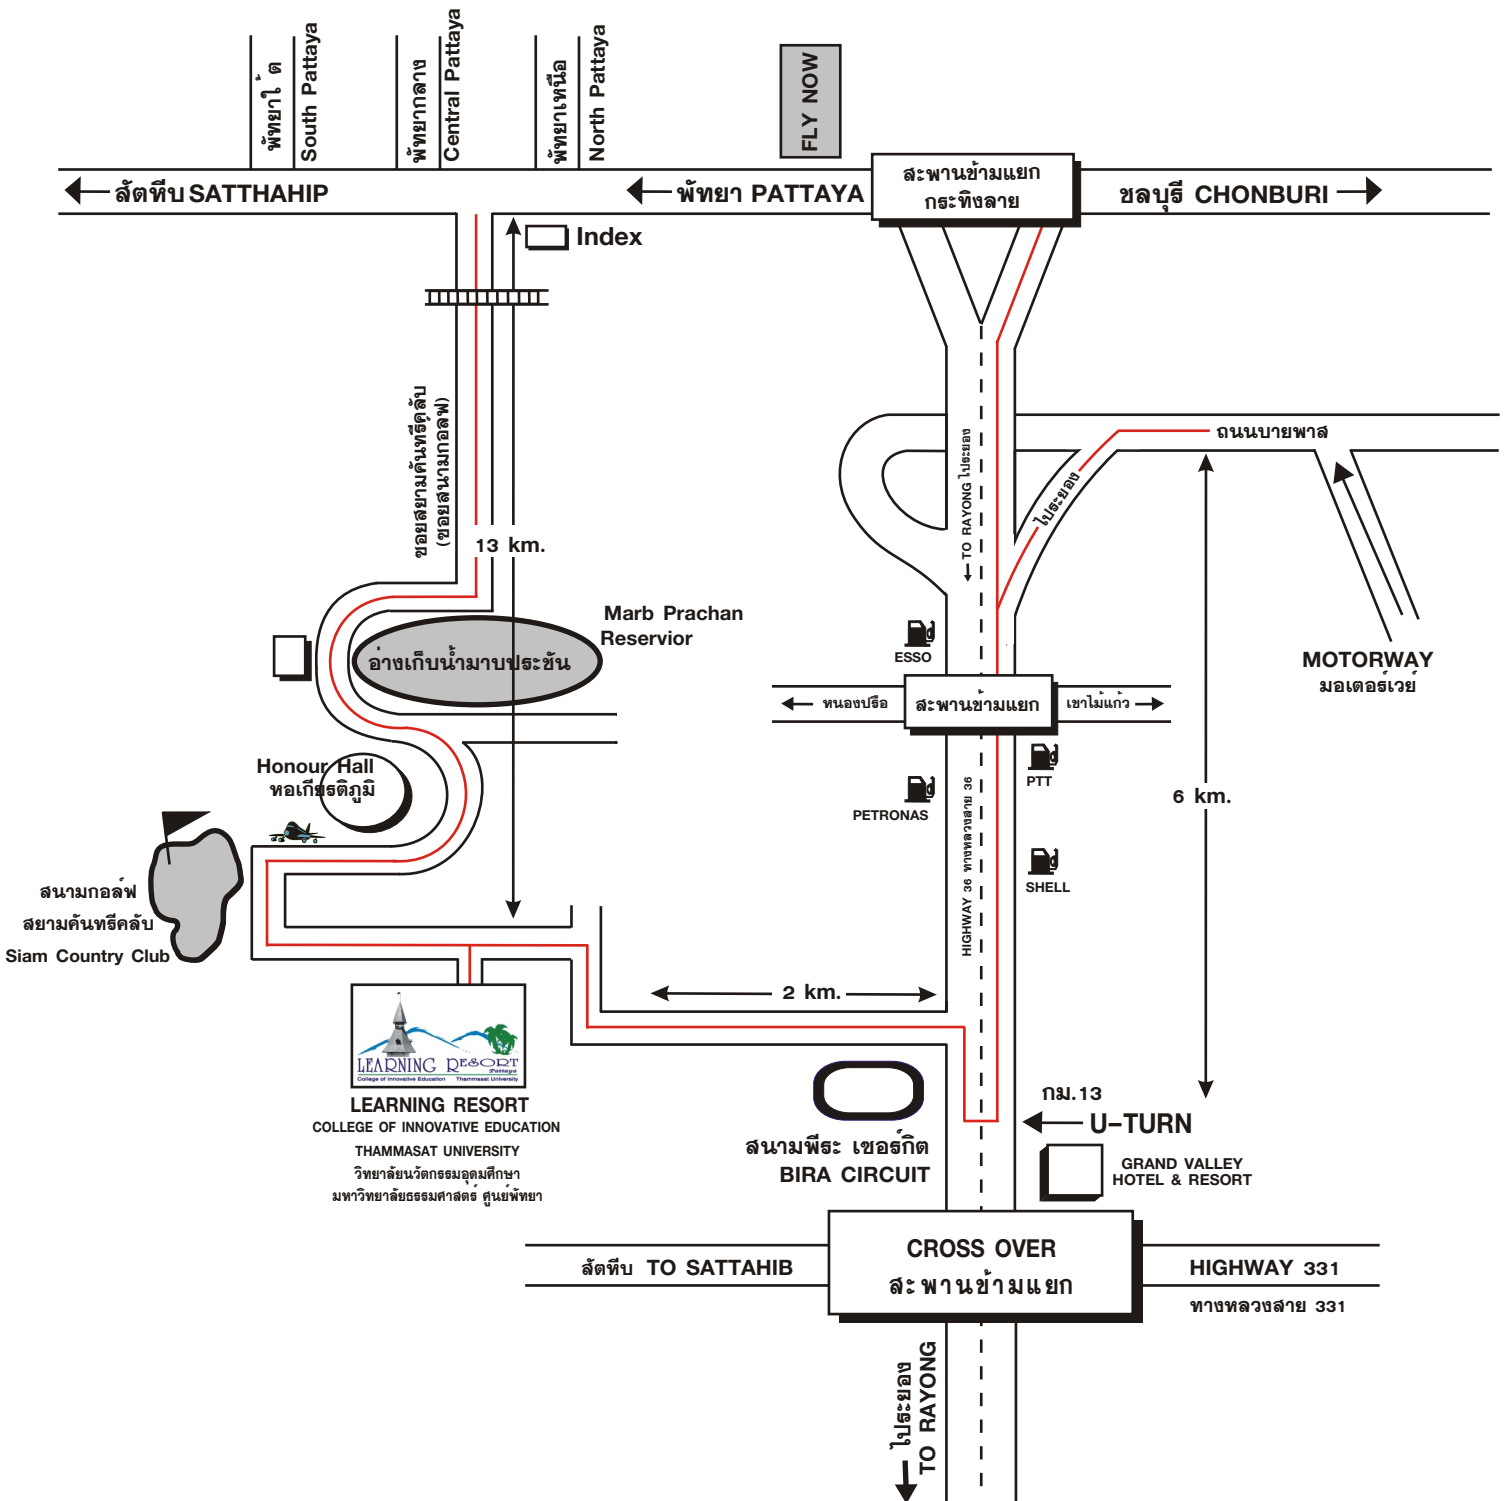 พัทยาใต้
South Pattaya
พัทยากลาง
Central Pattaya
พัทยาเหนือ
North Pattaya
FLY NOW
สัตหีบ SATTHAHIP
พัทยา PATTAYA
สะพานข้ามแยก
กระทิงลาย
ชลบุรี CHONBURI
Index
ซอยสยามคันทรีคลับ
(ซอยสนามกอลฟ)
13 km.
TO RAYONG ไประยอง
ถนนบายพาส
ไประยอง
Marb Prachan
Reservior
อ่างเก็บน้ำมาบประชัน
ESSO
MOTORWAY
มอเตอร์เวย์
หนองปรือ
สะพานข้ามแยก
เขาไม้แก้ว
Honour Hall
หอเกียรติภูมิ
PTT
PETRONAS
HIGHWAY 36 ทางหลวงสาย 36
6 km.
SHELL
สนามกอล์ฟ
สยามคันทรีคลับ
Siam Country Club
2 km.
LEARNING RESORT
Pattaya
College of Innovative Education Thammasat University
LEARNING RESORT
COLLEGE OF INNOVATIVE EDUCATION
THAMMASAT UNIVERSITY
วิทยาลัยนวัตกรรมอุดมศึกษา
มหาวิทยาลัยธรรมศาสตร์ ศูนย์พัทยา
กม.13
U-TURN
สนามพีระ เซอร์กิต
BIRA CIRCUIT
GRAND VALLEY
HOTEL & RESORT
CROSS OVER
สะพานข้ามแยก
สัตหีบ TO SATTAHIB
HIGHWAY 331
ทางหลวงสาย 331
ไประยอง
TO RAYONG